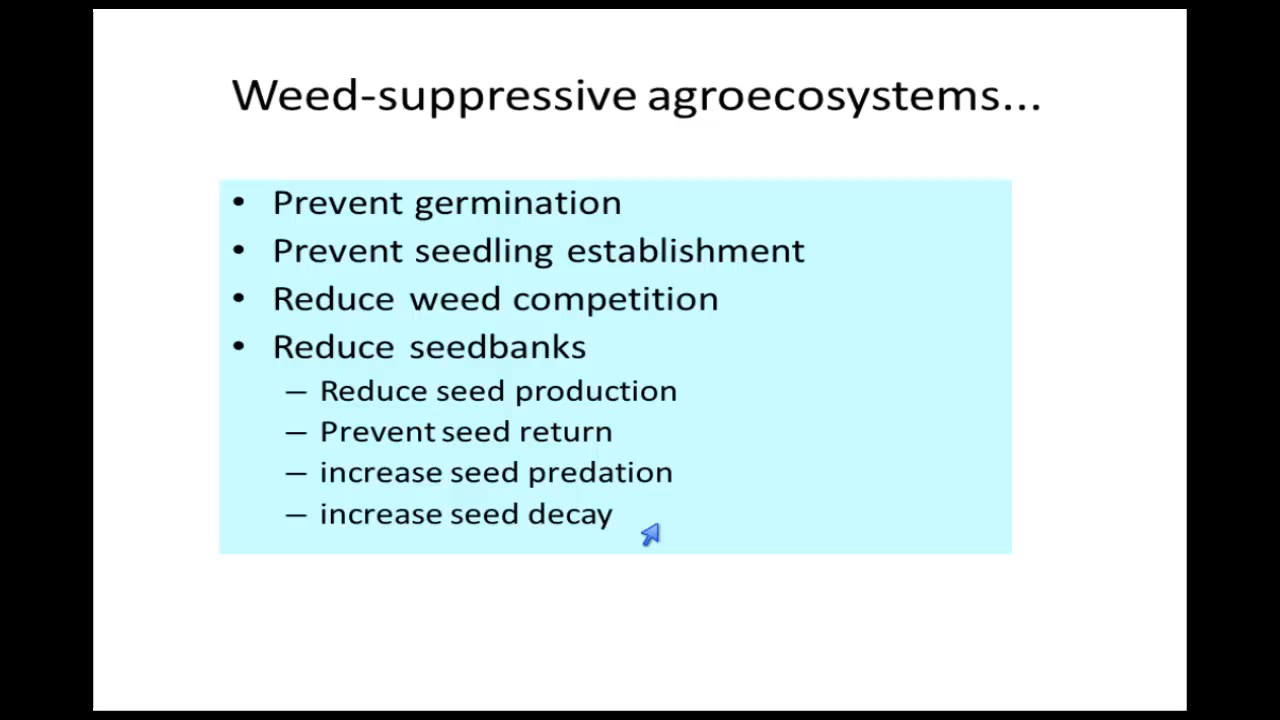 Weed-suppressive agroecosystems...
• Prevent germination
• Prevent seedling establishment
• Reduce weed competition
• Reduce seedbanks
– Reduce seed production
– Prevent seed return
– increase seed predation
– increase seed decay